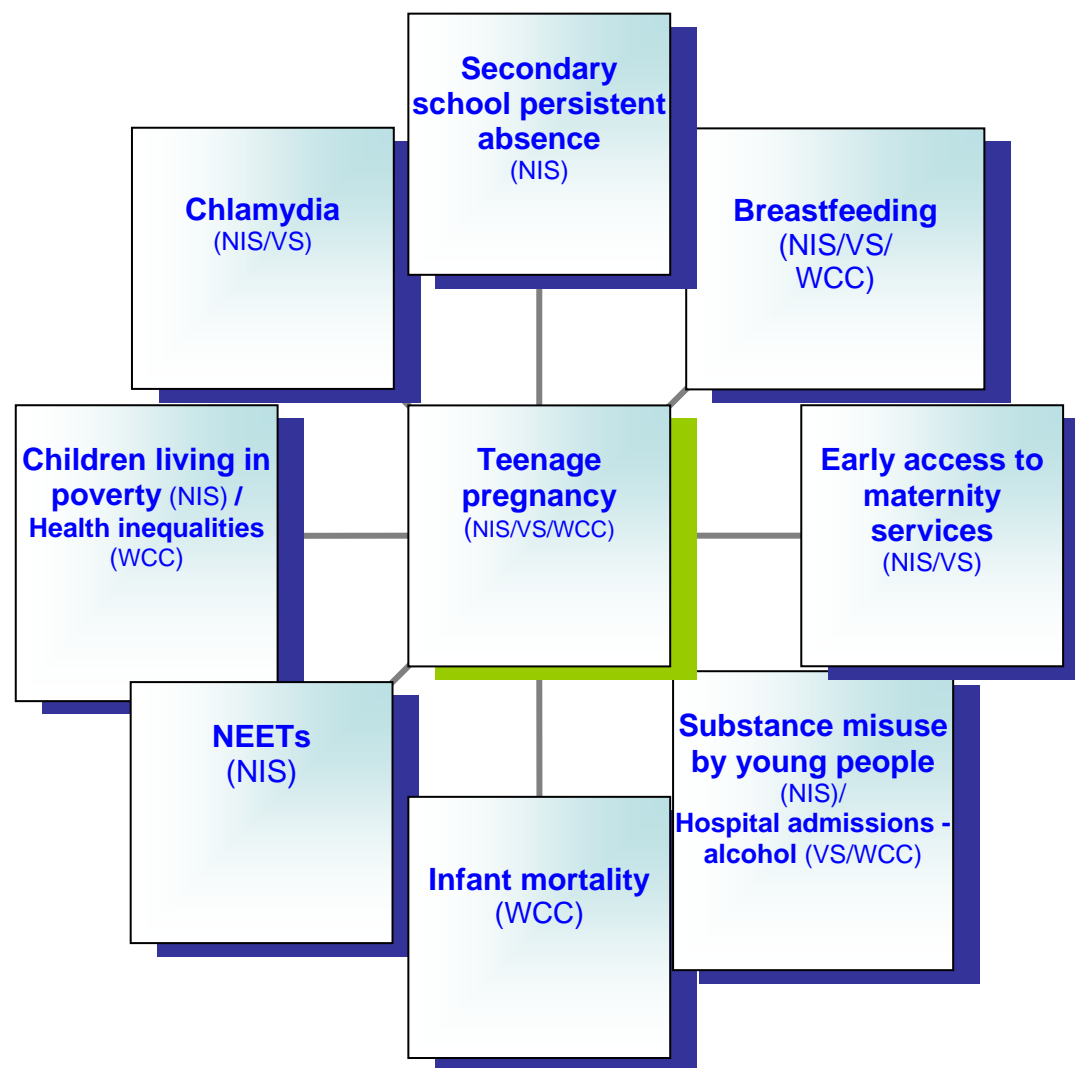 Secondary
school persistent
absence
(NIS)
Chlamydia
(NIS/VS)
Breastfeeding
(NIS/VS/
WCC)
Children living in
poverty (NIS) /
Health inequalities
(WCC)
Teenage
pregnancy
(NIS/VS/WCC)
Early access to
maternity
services
(NIS/VS)
NEETs
(NIS)
Substance misuse
by young people
(NIS)/
Hospital admissions -
alcohol (VS/WCC)
Infant mortality
(WCC)